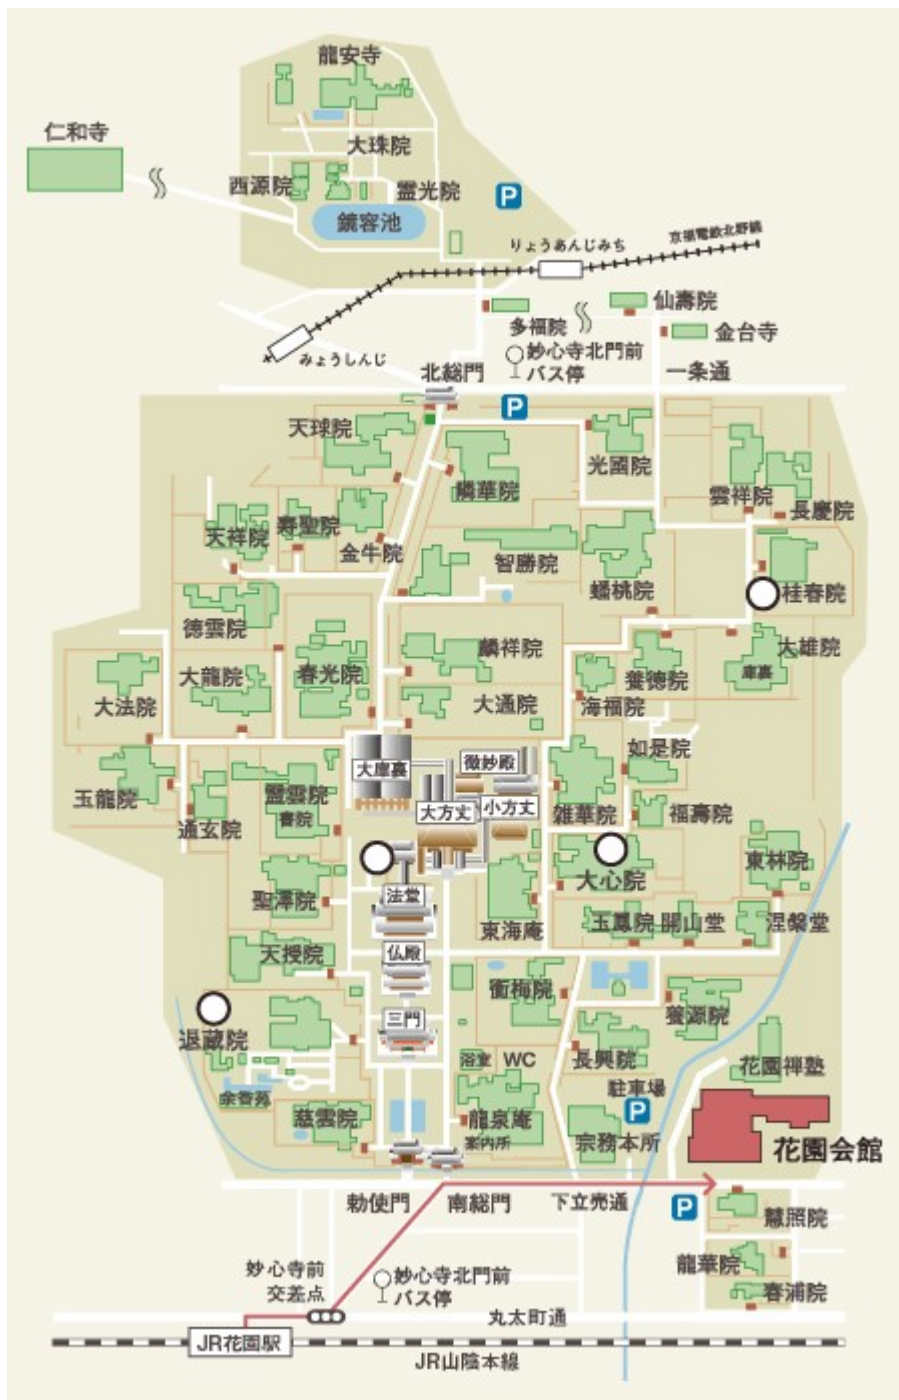 龍安寺
仁和寺
大珠院
西源院
霊光院
P
鏡容池
京福電鉄北野線
りょうあんじみち
仙壽院
多福院
金台寺
みょうしんじ
妙心寺北門前
バス停
北総門
一条通
P
天球院
光國院
隣華院
雲祥院
長慶院
寿聖院
天祥院
金牛院
智勝院
蟠桃院
桂春院
徳雲院
麟祥院
大雄院
庫裏
春光院
大龍院
養徳院
大法院
大通院
海福院
如是院
微妙殿
大庫裏
玉龍院
盥雲院
書院
大方丈
小方丈
雑華院
福壽院
通玄院
東林院
大心院
聖澤院
法堂
東海庵
玉鳳院
開山堂
涅槃堂
天授院
仏殿
衡梅院
養源院
三門
退蔵院
浴室
WC
長興院
花園禅塾
駐車場
P
余香苑
慈雲院
龍泉庵
案内所
宗務本所
花園会館
勅使門
南総門
下立売通
P
慧照院
龍華院
妙心寺前
交差点
妙心寺北門前
バス停
春浦院
丸太町通
JR花園駅
JR山陰本線